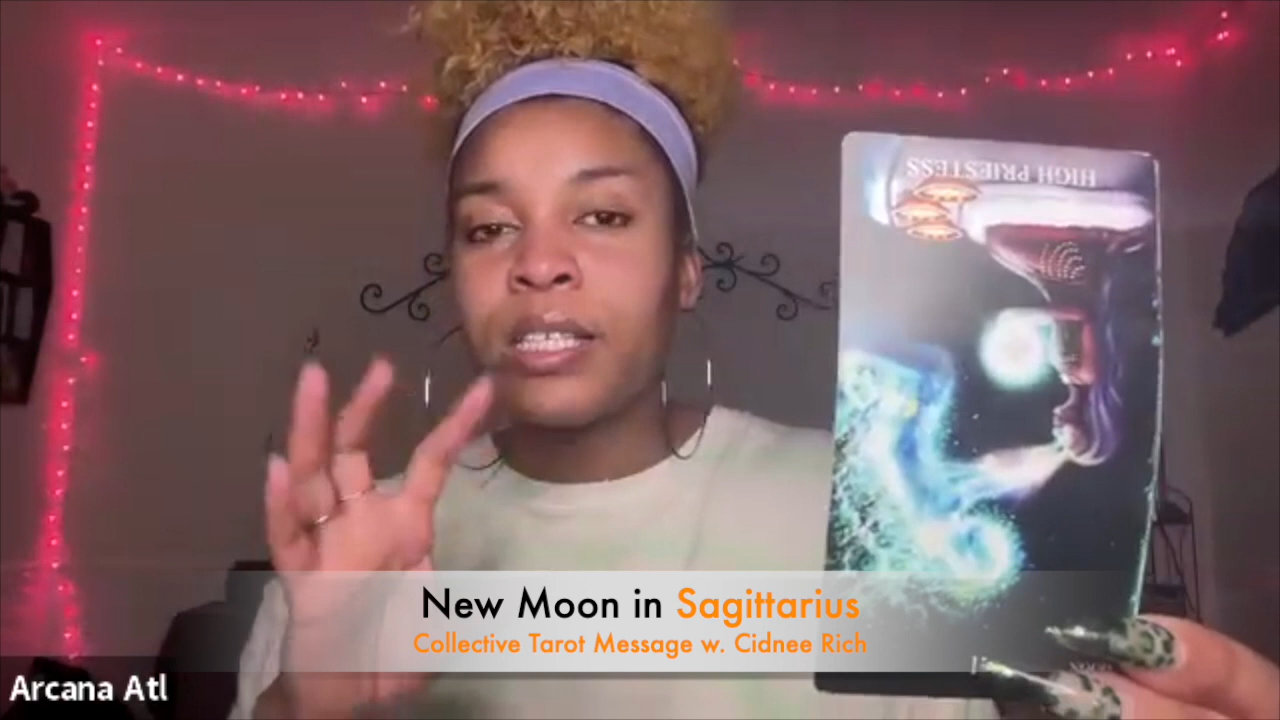 HIGH PRIESTESS
New Moon in Sagittarius
Collective Tarot Message w. Cidnee Rich
Arcana Atl